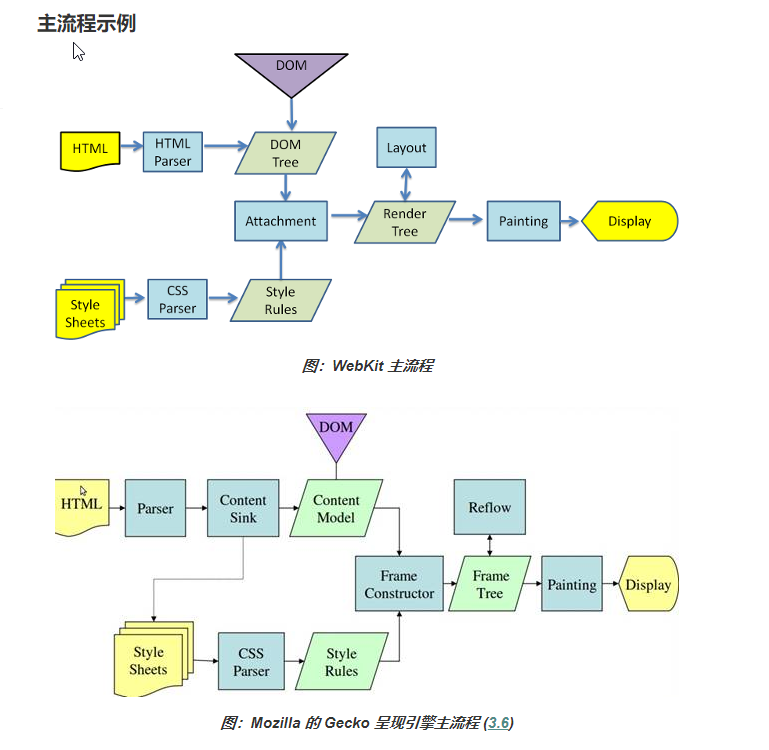 主流程示例
DOM
HTML
HTML
Parser
DOM
Tree
Layout
Attachment
Render
Tree
Painting
Display
Style
Sheets
CSS
Parser
Style
Rules
图：WebKit 主流程
DOM
HTML
Parser
Content
Sink
Content
Model
Reflow
Frame
Constructor
Frame
Tree
Painting
Display
Style
Sheets
CSS
Parser
Style
Rules
图：Mozilla 的 Gecko 呈现引擎主流程 (3.6)